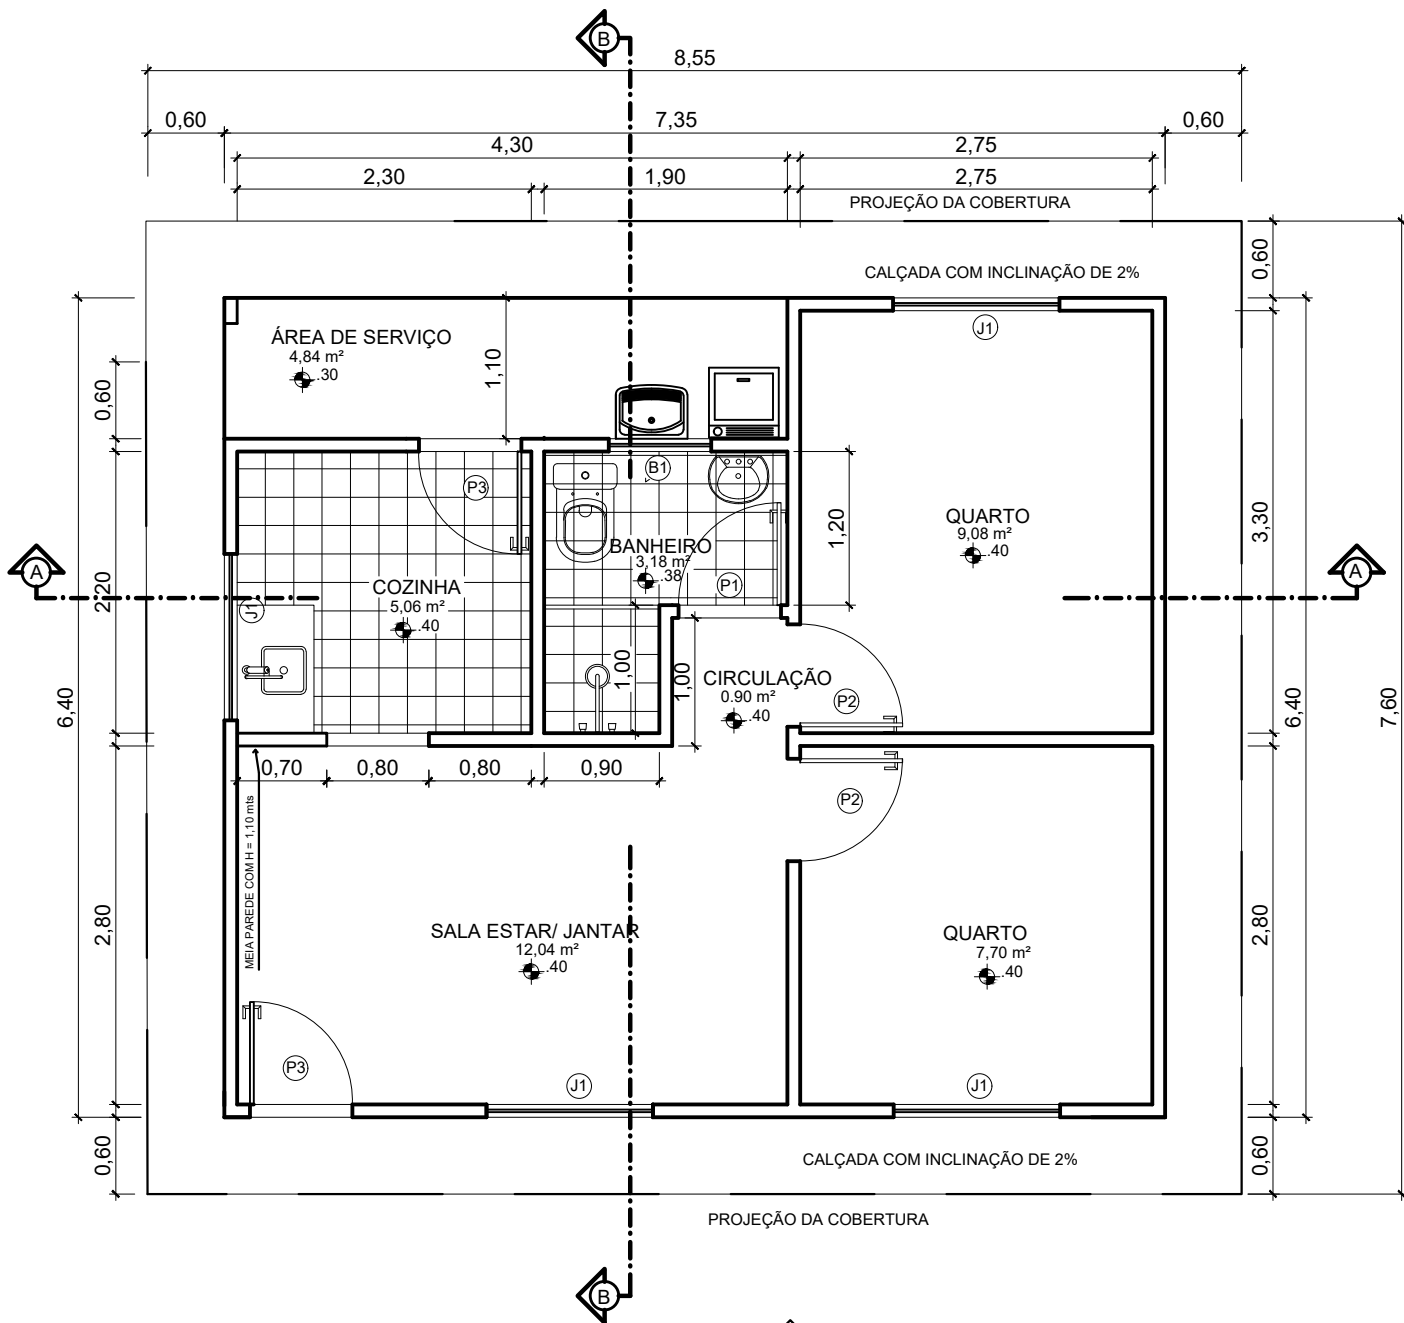 B
8,55
0,60
7,35
0,60
4,30
2,75
2,30
1,90
2,75
PROJEÇÃO DA COBERTURA
0,60
CALÇADA COM INCLINAÇÃO DE 2%
J1
ÁREA DE SERVIÇO
4,84 m²
.30
1,10
0,60
P3
B1
1,20
QUARTO
9,08 m²
.40
3,30
BANHEIRO
3,18 m²
.38
P1
A
A
2,20
COZINHA
5,06 m²
.40
J1
1,00
1,00
CIRCULAÇÃO
0.90 m²
.40
P2
6,40
6,40
7,60
0,70
0,80
0,80
0,90
P2
MEIA PAREDE COM H = 1,10 mts
2,80
SALA ESTAR/ JANTAR
12,04 m²
.40
QUARTO
7,70 m²
.40
2,80
P3
J1
J1
0,60
CALÇADA COM INCLINAÇÃO DE 2%
0,60
PROJEÇÃO DA COBERTURA
B